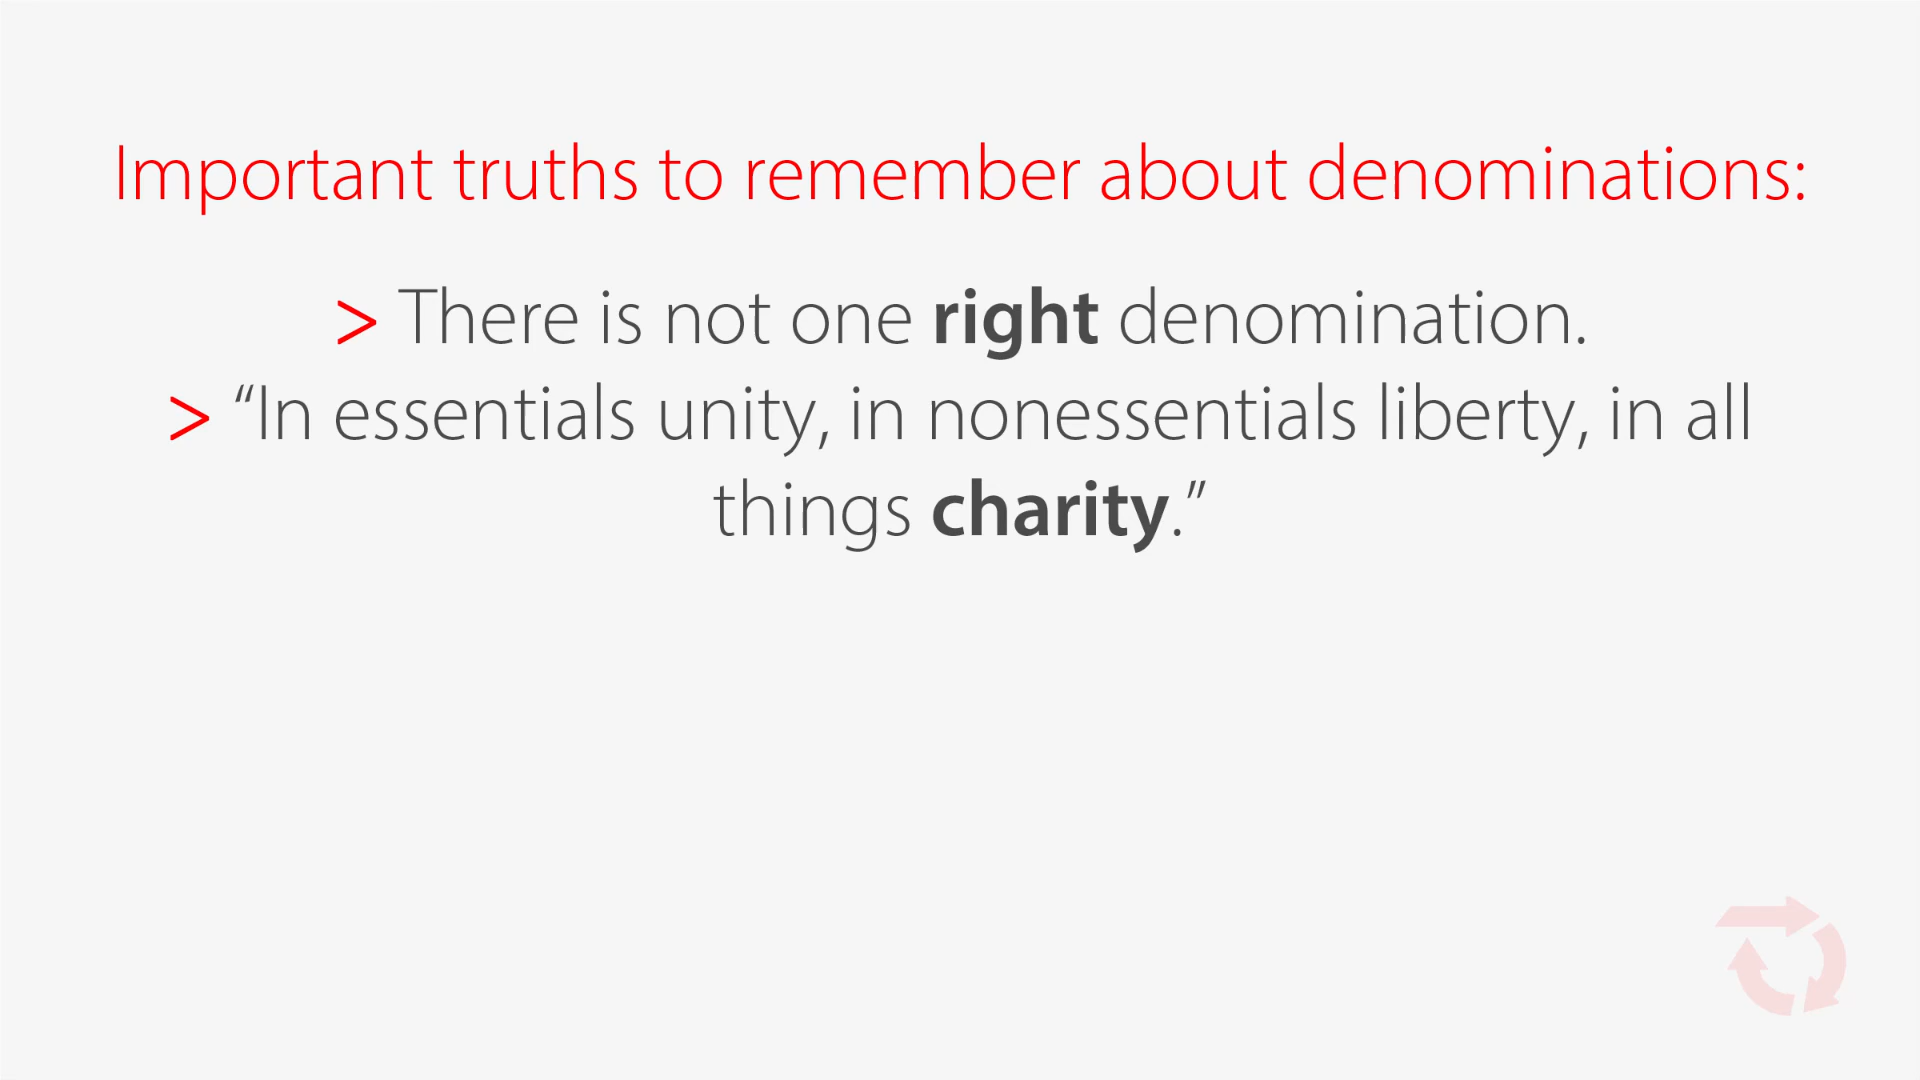 Important truths to remember about denominations:
> There is not one right denomination.
> “In essentials unity, in nonessentials liberty, in all
things charity.”